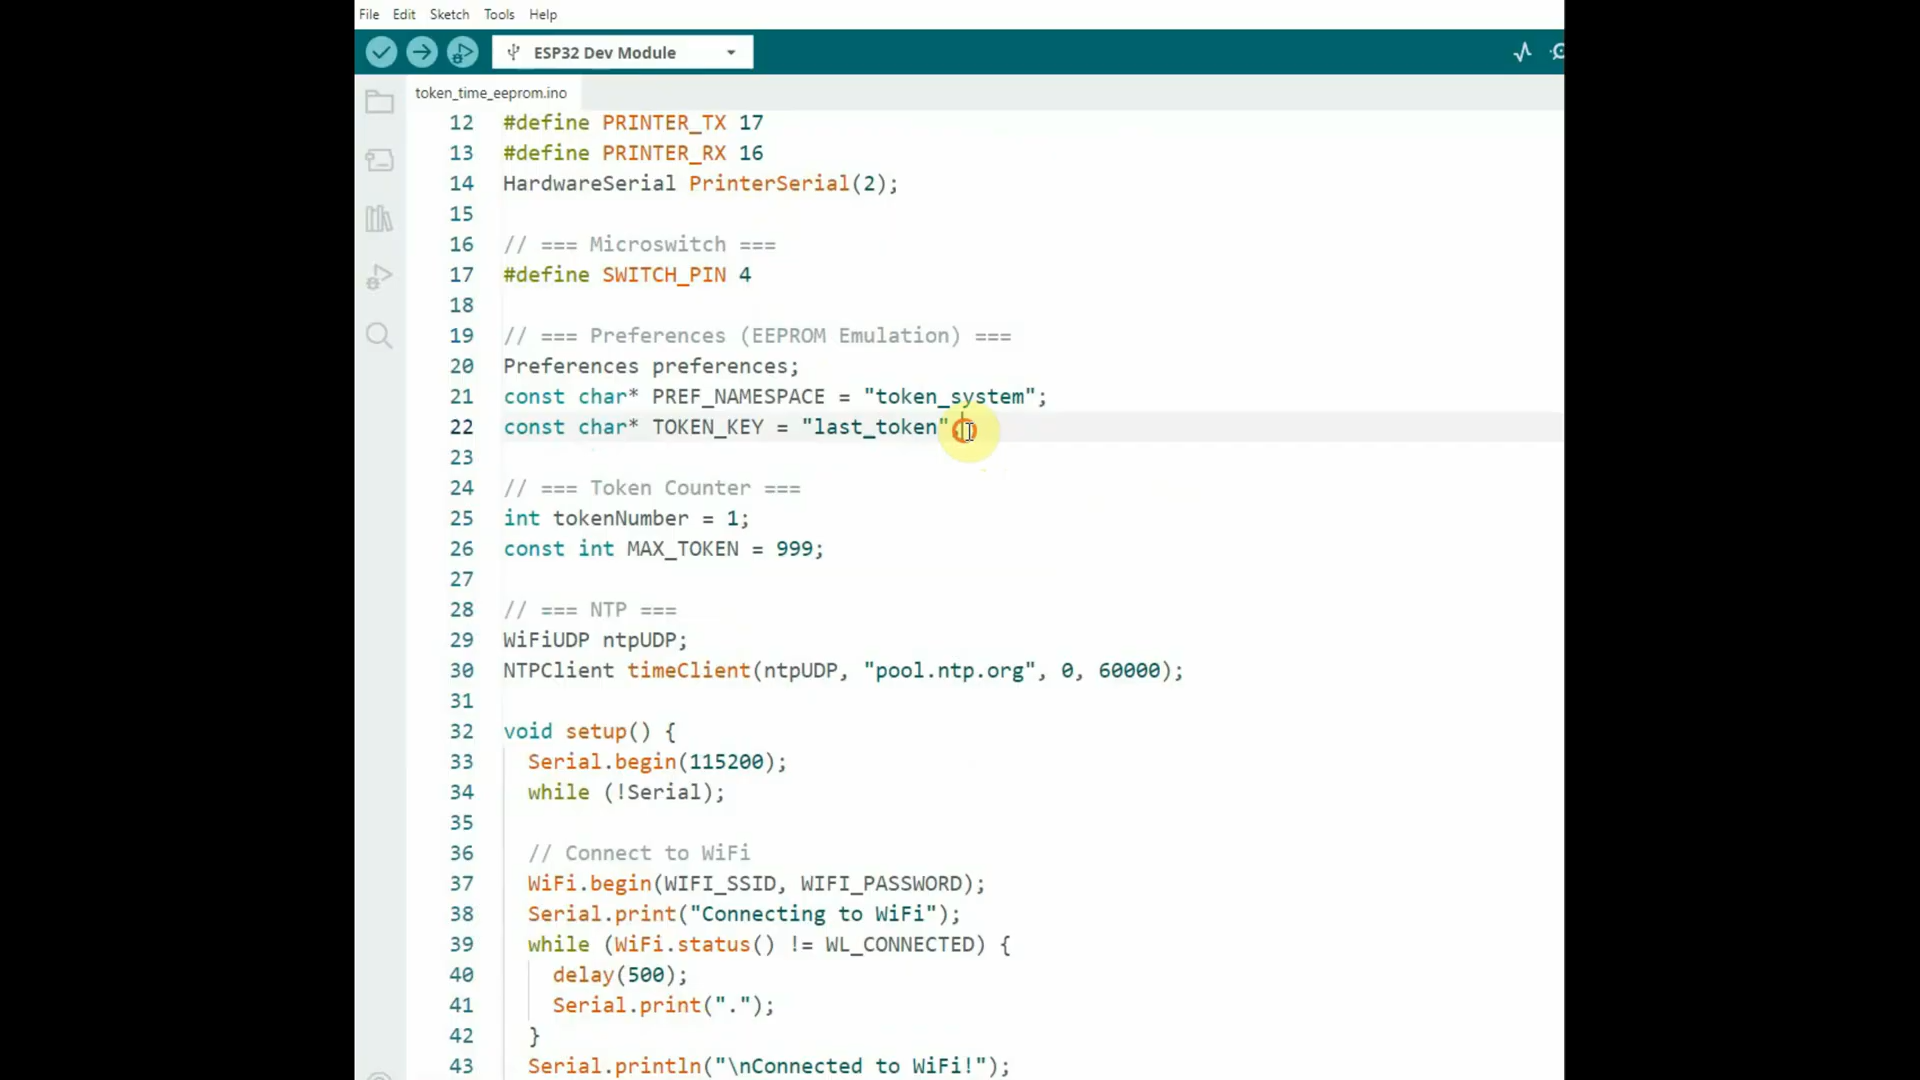 File Edit Sketch Tools Help
ESP32 Dev Module
token_time_eeprom.ino
12 #define PRINTER_TX 17
13 #define PRINTER_RX 16
14 HardwareSerial PrinterSerial(2);
15
16 // === Microswitch ===
17 #define SWITCH_PIN 4
18
19 // === Preferences (EEPROM Emulation) ===
20 Preferences preferences;
21 const char* PREF_NAMESPACE = "token_system";
22 const char* TOKEN_KEY = "last_token"
23
24 // === Token Counter ===
25 int tokenNumber = 1;
26 const int MAX_TOKEN = 999;
27
28 // === NTP ===
29 WiFiUDP ntpUDP;
30 NTPClient timeClient(ntpUDP, "pool.ntp.org", 0, 60000);
31
32 void setup() {
33 Serial.begin(115200);
34 while (!Serial);
35
36 // Connect to WiFi
37 WiFi.begin(WIFI_SSID, WIFI_PASSWORD);
38 Serial.print("Connecting to WiFi");
39 while (WiFi.status() != WL_CONNECTED) {
40 delay(500);
41 Serial.print(".");
42 }
43 Serial.println("\nConnected to WiFi!");